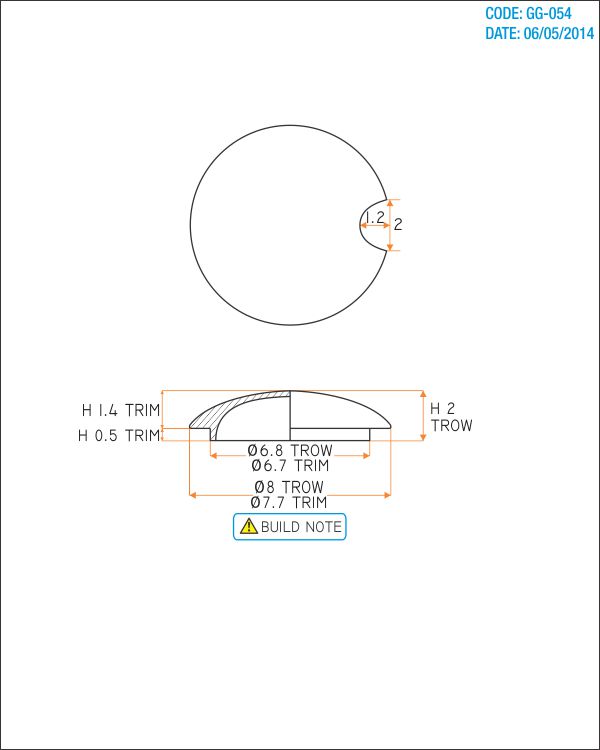 CODE: GG-054
DATE: 06/05/2014
1.2
2
H 1.4 TRIM
H 0.5 TRIM
H 2
TROW
Ø6.8 TROW
Ø6.7 TRIM
Ø8 TROW
Ø7.7 TRIM
BUILD NOTE